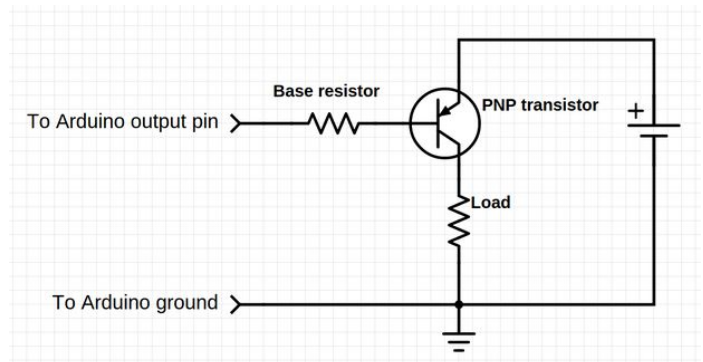 Base resistor
PNP transistor
+
To Arduino output pin
Load
To Arduino ground